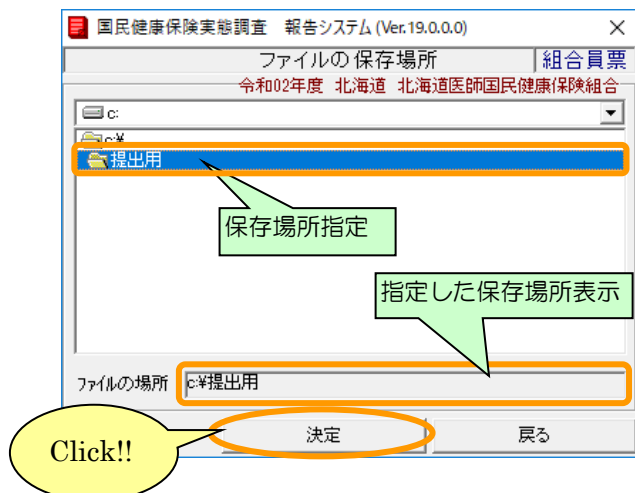 国民健康保険実態調査 報告システム (Ver.19.0.0.0)
ファイルの保存場所
組合員票
令和02年度 北海道 北海道医師国民健康保険組合
c:
c:¥
提出用
保存場所指定
指定した保存場所表示
ファイルの場所 c:¥提出用
決定
戻る
Click!!